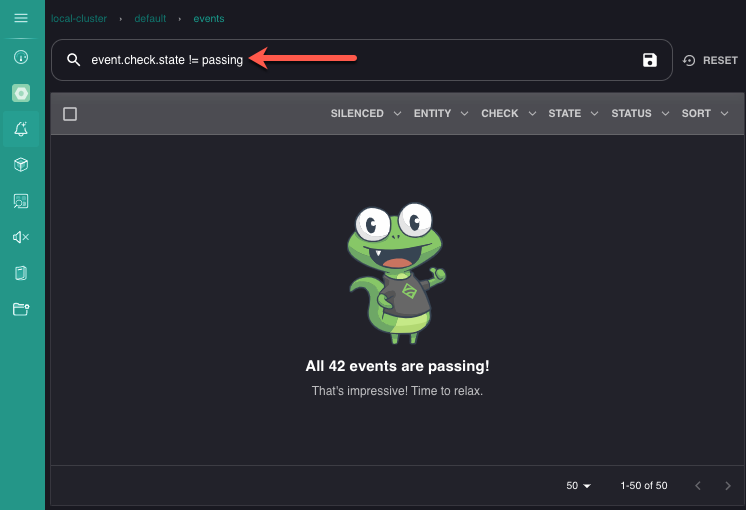 local-cluster › default › events
event.check.state != passing
RESET
SILENCED ENTITY CHECK STATE STATUS SORT
All 42 events are passing!
That's impressive! Time to relax.
50 1-50 of 50